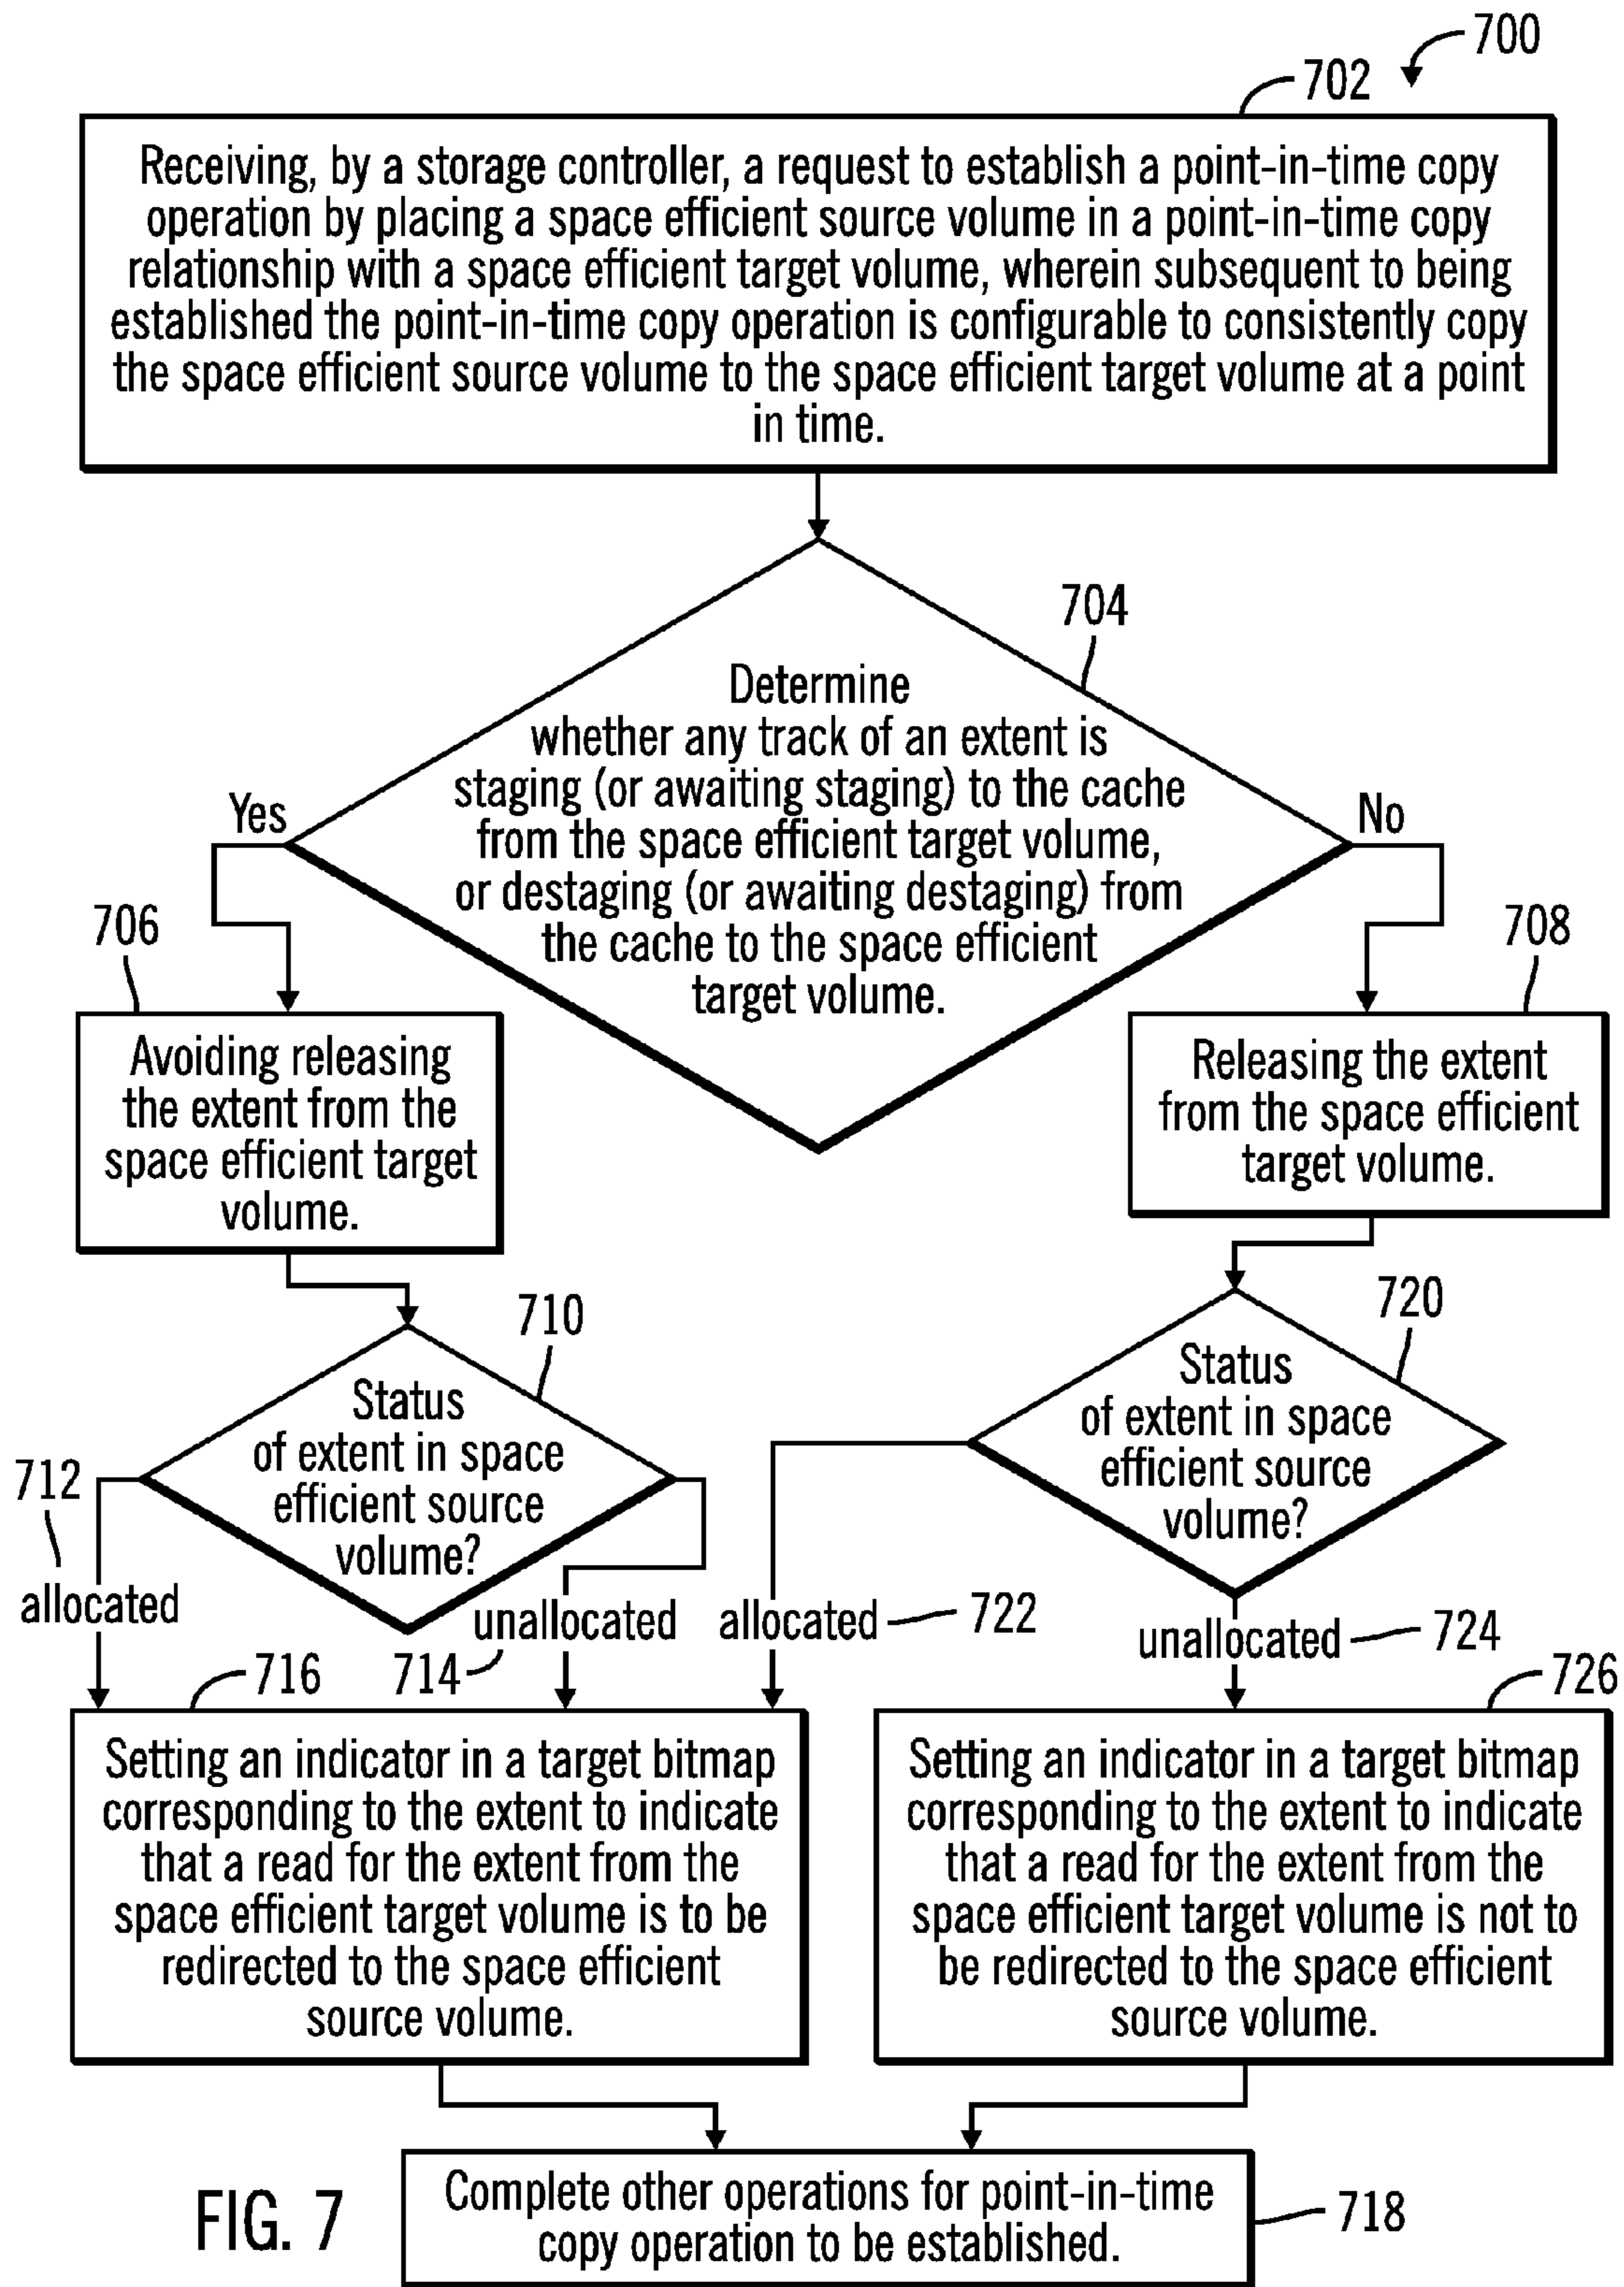 700
702
Receiving, by a storage controller, a request to establish a point-in-time copy
operation by placing a space efficient source volume in a point-in-time copy
relationship with a space efficient target volume, wherein subsequent to being
established the point-in-time copy operation is configurable to consistently copy
the space efficient source volume to the space efficient target volume at a point
in time.
704
Determine
whether any track of an extent is
staging (or awaiting staging) to the cache
from the space efficient target volume,
or destaging (or awaiting destaging) from
the cache to the space efficient
target volume.
Yes
No
706
Avoiding releasing
the extent from the
space efficient target
volume.
708
Releasing the extent
from the space efficient
target volume.
710
Status
of extent in space
efficient source
volume?
720
Status
of extent in space
efficient source
volume?
712
allocated
unallocated
714
allocated
722
unallocated
724
716
Setting an indicator in a target bitmap
corresponding to the extent to indicate
that a read for the extent from the
space efficient target volume is to be
redirected to the space efficient
source volume.
726
Setting an indicator in a target bitmap
corresponding to the extent to indicate
that a read for the extent from the
space efficient target volume is not to
be redirected to the space efficient
source volume.
Complete other operations for point-in-time
copy operation to be established.
718
FIG. 7